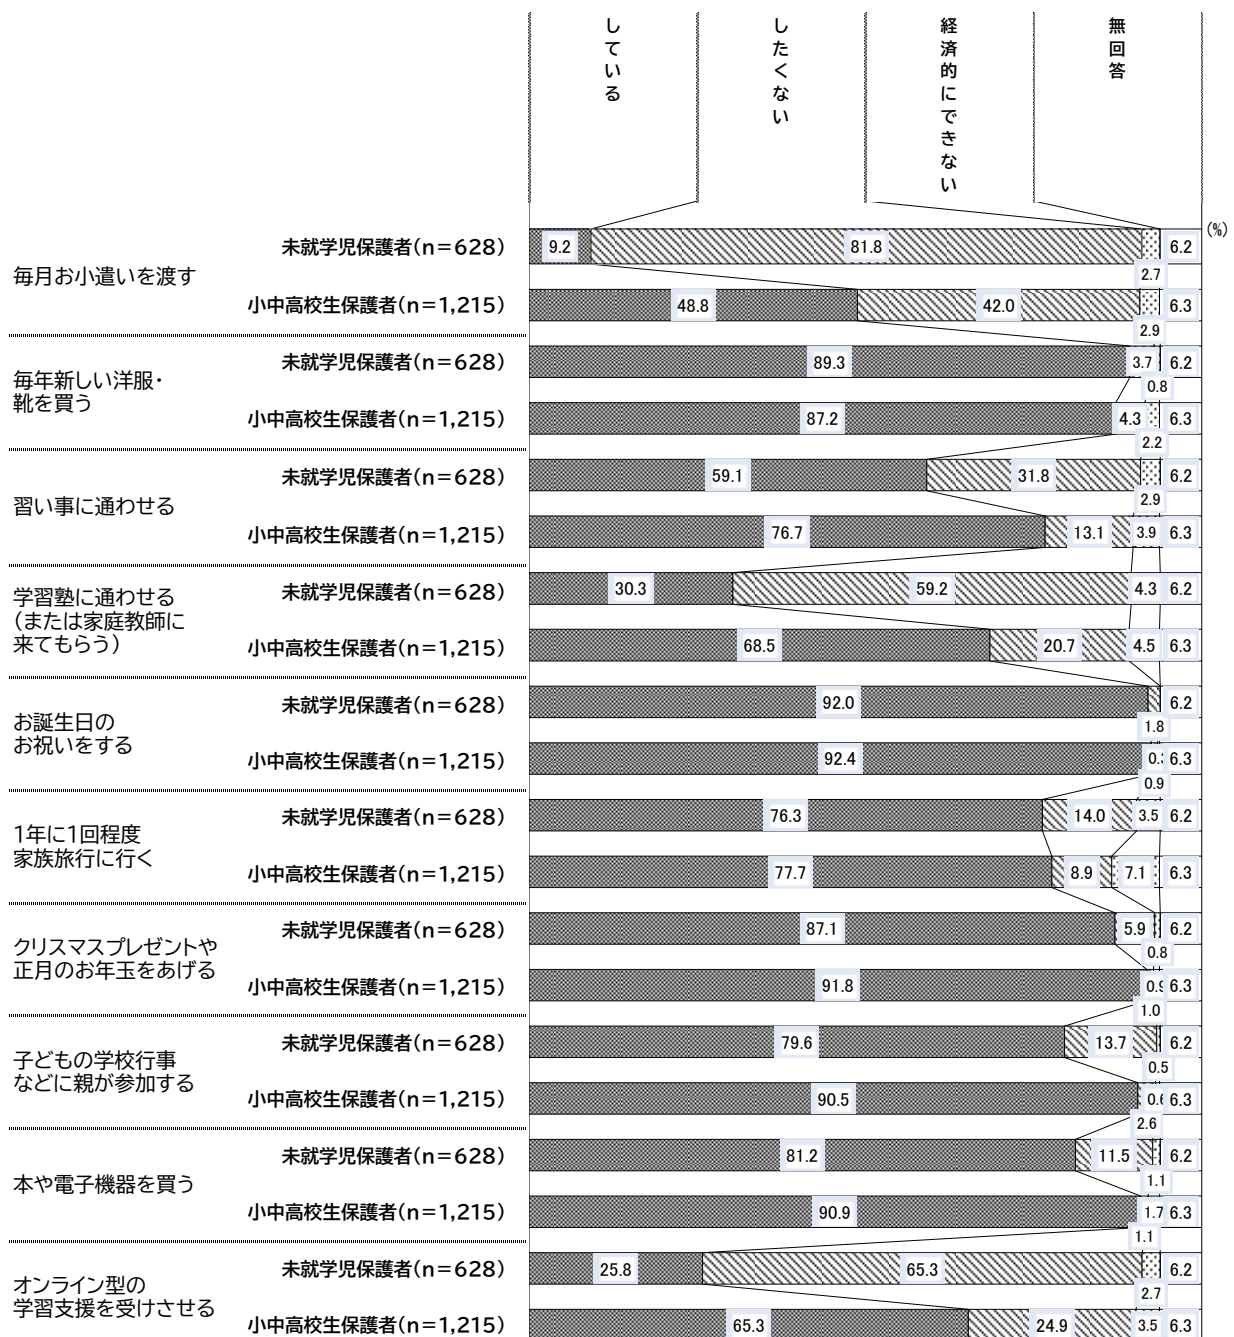 している
したくない
経済的にできない
無回答
(%)
毎月お小遣いを渡す
未就学児保護者(n=628)
9.2
81.8
2.7
6.2
小中高校生保護者(n=1,215)
48.8
42.0
2.9
6.3
毎年新しい洋服・
靴を買う
未就学児保護者(n=628)
89.3
3.7
0.8
6.2
小中高校生保護者(n=1,215)
87.2
4.3
2.2
6.3
習い事に通わせる
未就学児保護者(n=628)
59.1
31.8
2.9
6.2
小中高校生保護者(n=1,215)
76.7
13.1
3.9
6.3
学習塾に通わせる
(または家庭教師に
来てもらう)
未就学児保護者(n=628)
30.3
59.2
4.3
6.2
小中高校生保護者(n=1,215)
68.5
20.7
4.5
6.3
お誕生日の
お祝いをする
未就学児保護者(n=628)
92.0
1.8
6.2
小中高校生保護者(n=1,215)
92.4
0.9
6.3
1年に1回程度
家族旅行に行く
未就学児保護者(n=628)
76.3
14.0
3.5
6.2
小中高校生保護者(n=1,215)
77.7
8.9
7.1
6.3
クリスマスプレゼントや
正月のお年玉をあげる
未就学児保護者(n=628)
87.1
5.9
0.8
6.2
小中高校生保護者(n=1,215)
91.8
1.0
6.3
子どもの学校行事
などに親が参加する
未就学児保護者(n=628)
79.6
13.7
0.5
6.2
小中高校生保護者(n=1,215)
90.5
2.6
6.3
本や電子機器を買う
未就学児保護者(n=628)
81.2
11.5
1.1
6.2
小中高校生保護者(n=1,215)
90.9
1.1
1.7
6.3
オンライン型の
学習支援を受けさせる
未就学児保護者(n=628)
25.8
65.3
2.7
6.2
小中高校生保護者(n=1,215)
65.3
24.9
3.5
6.3